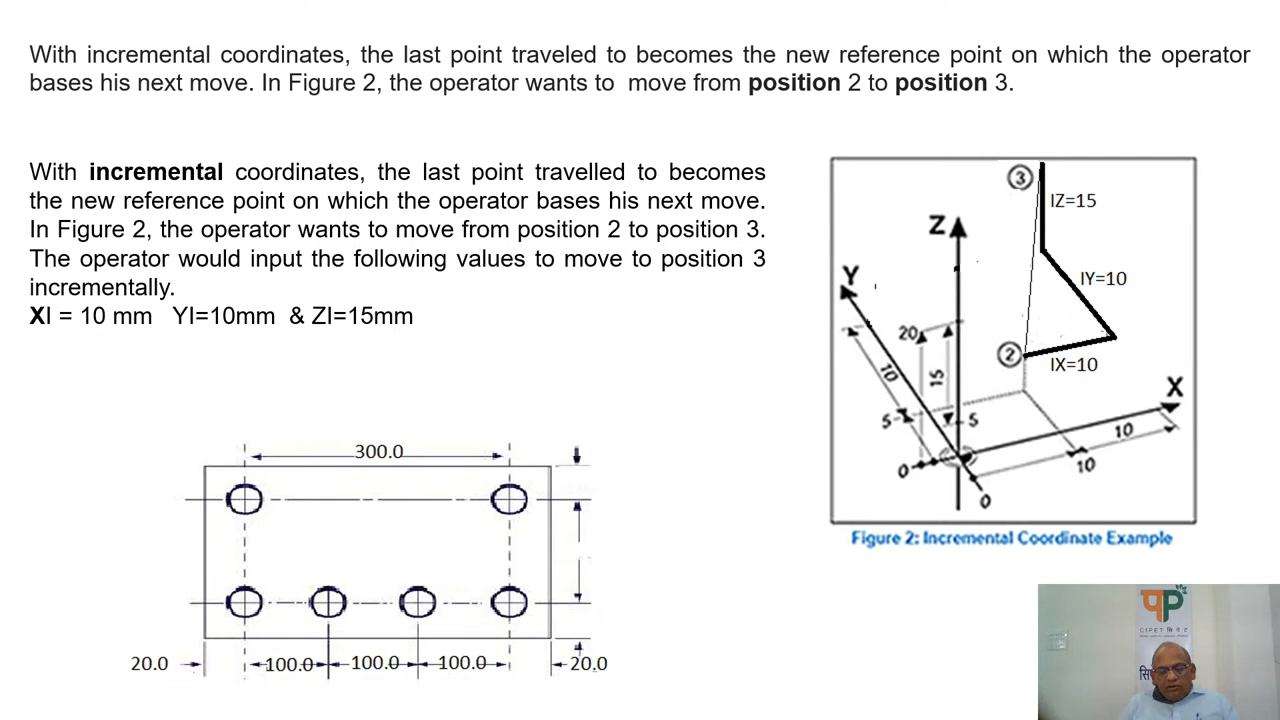 With incremental coordinates, the last point traveled to becomes the new reference point on which the operator
bases his next move. In Figure 2, the operator wants to move from position 2 to position 3.
With incremental coordinates, the last point travelled to becomes
the new reference point on which the operator bases his next move.
In Figure 2, the operator wants to move from position 2 to position 3.
The operator would input the following values to move to position 3
incrementally.
XI = 10 mm YI=10mm & ZI=15mm
3
IZ=15
Z
Y
IY=10
20
2
10
15
IX=10
X
5
5
10
0
10
0
Figure 2: Incremental Coordinate Example
300.0
20.0
100.0
100.0
100.0
20.0
CIPET